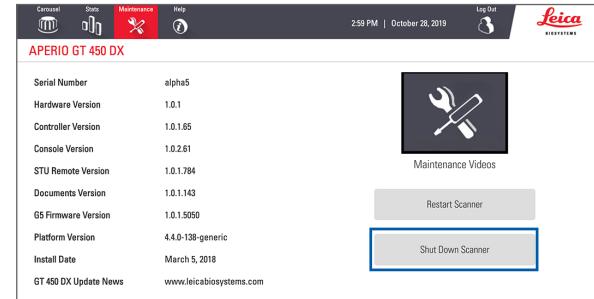 Carousel Stats Maintenance Help Log Out
2:59 PM | October 28, 2019
Leica
BIOSYSTEMS
APERIO GT 450 DX
Serial Number alpha5
Hardware Version 1.0.1
Controller Version 1.0.1.65
Console Version 1.0.2.61
STU Remote Version 1.0.1.784
Documents Version 1.0.1.143
G5 Firmware Version 1.0.1.5050
Platform Version 4.4.0-138-generic
Install Date March 5, 2018
GT 450 DX Update News www.leicabiosystems.com
Maintenance Videos
Restart Scanner
Shut Down Scanner